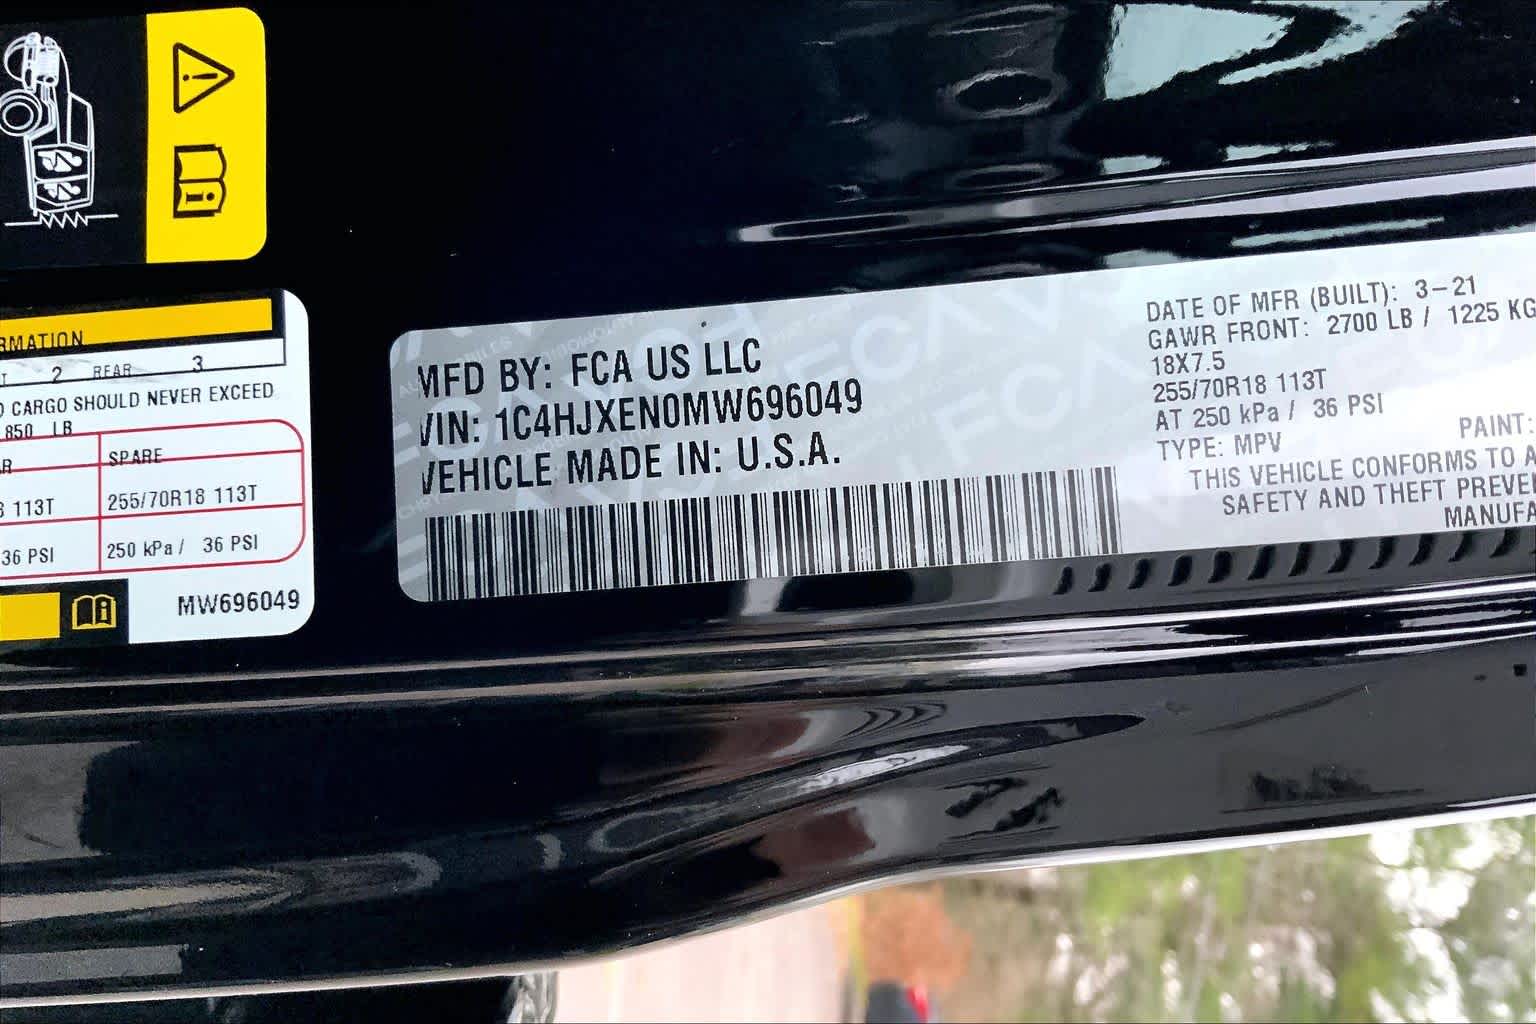 RMATION
2 REAR 3
CARGO SHOULD NEVER EXCEED
850 LB
SPARE
113T 255/70R18 113T
36 PSI 250 kPa / 36 PSI
MW696049
MFD BY: FCA US LLC
VIN: 1C4HJXEN0MW696049
VEHICLE MADE IN: U.S.A.
DATE OF MFR (BUILT): 3-21
GAWR FRONT: 2700 LB / 1225 KG
18X7.5
255/70R18 113T
AT 250 kPa / 36 PSI
TYPE: MPV
PAINT:
THIS VEHICLE CONFORMS TO A
SAFETY AND THEFT PREVEN
MANUFA